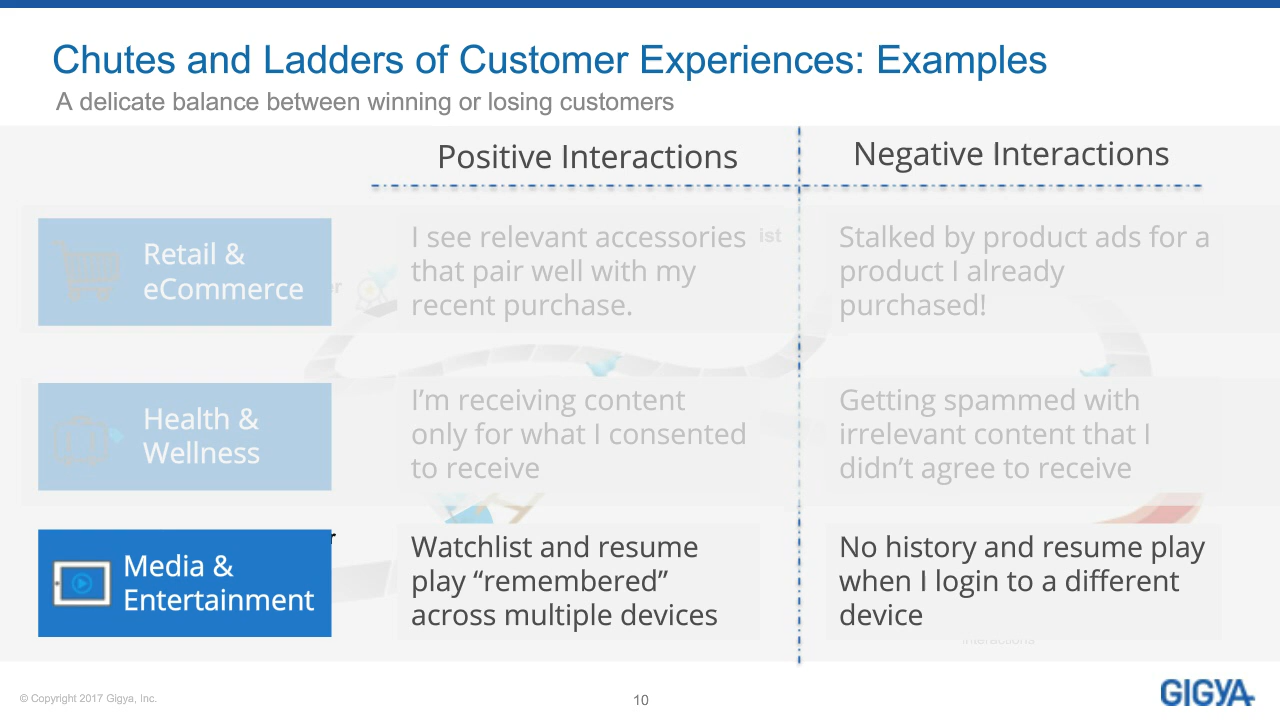 Chutes and Ladders of Customer Experiences: Examples
A delicate balance between winning or losing customers
Positive Interactions
Negative Interactions
Retail &
eCommerce
I see relevant accessories
that pair well with my
recent purchase.
Stalked by product ads for a
product I already
purchased!
Health &
Wellness
I’m receiving content
only for what I consented
to receive
Getting spammed with
irrelevant content that I
didn’t agree to receive
Media &
Entertainment
Watchlist and resume
play “remembered”
across multiple devices
No history and resume play
when I login to a different
device
© Copyright 2017 Gigya, Inc.
10
GIGYA